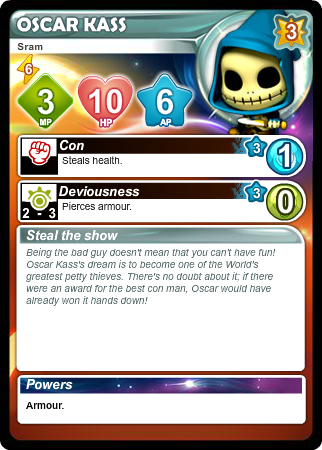 OSCAR KASS
3
Sram
6
3
MP
10
HP
6
AP
Con
3
1
Steals health.
Deviousness
3
0
2 - 3
Pierces armour.
Steal the show
Being the bad guy doesn't mean that you can't have fun!
Oscar Kass's dream is to become one of the World's
greatest petty thieves. There's no doubt about it; if there
were an award for the best con man, Oscar would have
already won it hands down!
Powers
Armour.